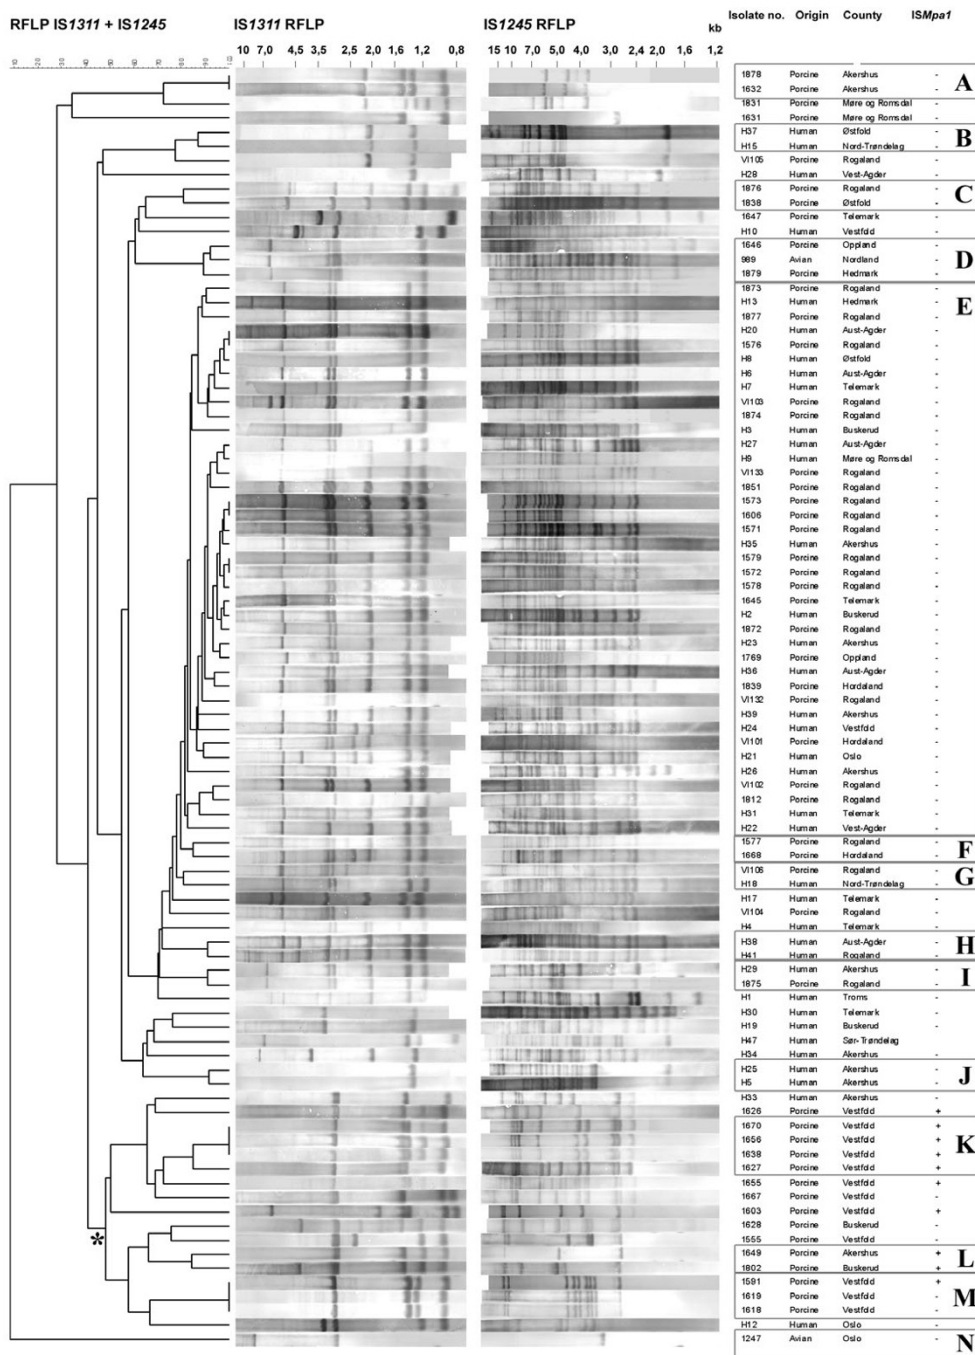 RFLP IS1311 + IS1245 IS1311 RFLP IS1245 RFLP Isolate no. Origin County ISMpa1
kb
10 7,0 4,5 3,5 2,5 2,0 1,6 1,2 0,8 15 10 7,0 5,0 4,0 3,0 2,4 2,0 1,6 1,2
1878 Porcine Akershus - A
1632 Porcine Akershus -
1831 Porcine Møre og Romsdal -
1631 Porcine Møre og Romsdal -
H37 Human Østfold - B
H15 Human Nord-Trøndelag -
VI105 Porcine Rogaland -
H28 Human Vest-Agder -
1876 Porcine Rogaland - C
1838 Porcine Østfold -
1647 Porcine Telemark -
H10 Human Vestfold -
1646 Porcine Oppland -
989 Avian Nordland - D
1879 Porcine Hedmark -
1873 Porcine Rogaland - E
H13 Human Hedmark -
1877 Porcine Rogaland -
H20 Human Aust-Agder -
1576 Porcine Rogaland -
H8 Human Østfold -
H6 Human Aust-Agder -
H7 Human Telemark -
VI103 Porcine Rogaland -
1874 Porcine Rogaland -
H3 Human Buskerud -
H27 Human Aust-Agder -
H9 Human Møre og Romsdal -
VI133 Porcine Rogaland -
1851 Porcine Rogaland -
1573 Porcine Rogaland -
1606 Porcine Rogaland -
1571 Porcine Rogaland -
H35 Human Akershus -
1579 Porcine Rogaland -
1572 Porcine Rogaland -
1578 Porcine Rogaland -
1645 Porcine Telemark -
H2 Human Buskerud -
1872 Porcine Rogaland -
H23 Human Akershus -
1769 Porcine Oppland -
H36 Human Aust-Agder -
1839 Porcine Hordaland -
VI132 Porcine Rogaland -
H39 Human Akershus -
H24 Human Vestfold -
VI101 Porcine Hordaland -
H21 Human Oslo -
H26 Human Akershus -
VI102 Porcine Rogaland -
1812 Porcine Rogaland -
H31 Human Telemark -
H22 Human Vest-Agder -
1577 Porcine Rogaland - F
1668 Porcine Hordaland -
VI106 Porcine Rogaland - G
H18 Human Nord-Trøndelag -
H17 Human Telemark -
VI104 Porcine Rogaland -
H4 Human Telemark -
H38 Human Aust-Agder - H
H41 Human Rogaland -
H29 Human Akershus - I
1875 Porcine Rogaland -
H1 Human Troms -
H30 Human Telemark -
H19 Human Buskerud -
H47 Human Sør-Trøndelag
H34 Human Akershus -
H25 Human Akershus - J
H5 Human Akershus -
H33 Human Akershus -
1626 Porcine Vestfold +
1670 Porcine Vestfold + K
1656 Porcine Vestfold +
1638 Porcine Vestfold +
1627 Porcine Vestfold +
1655 Porcine Vestfold +
1667 Porcine Vestfold -
1603 Porcine Vestfold +
1628 Porcine Buskerud -
* 1555 Porcine Vestfold -
1649 Porcine Akershus + L
1802 Porcine Buskerud +
1591 Porcine Vestfold + M
1619 Porcine Vestfold -
1618 Porcine Vestfold -
H12 Human Oslo -
1247 Avian Oslo - N